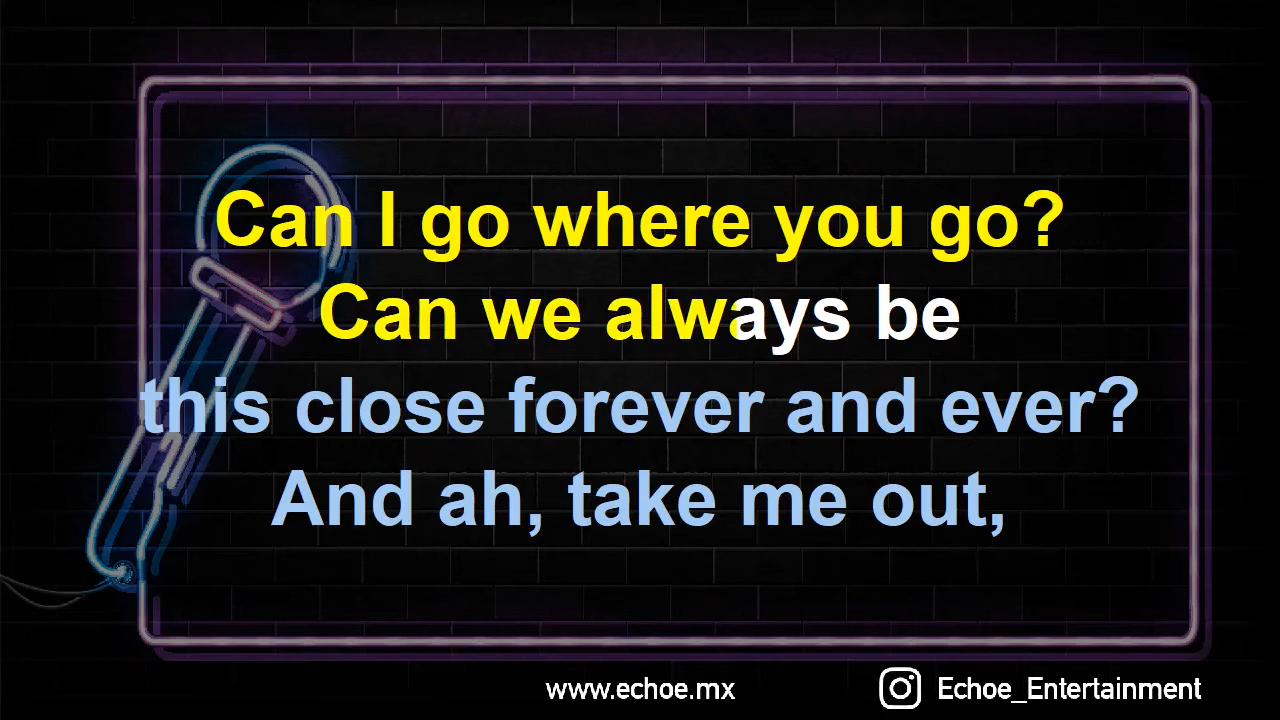 Can I go where you go?
Can we always be
this close forever and ever?
And ah, take me out,
www.echoe.mx
Echoe_Entertainment